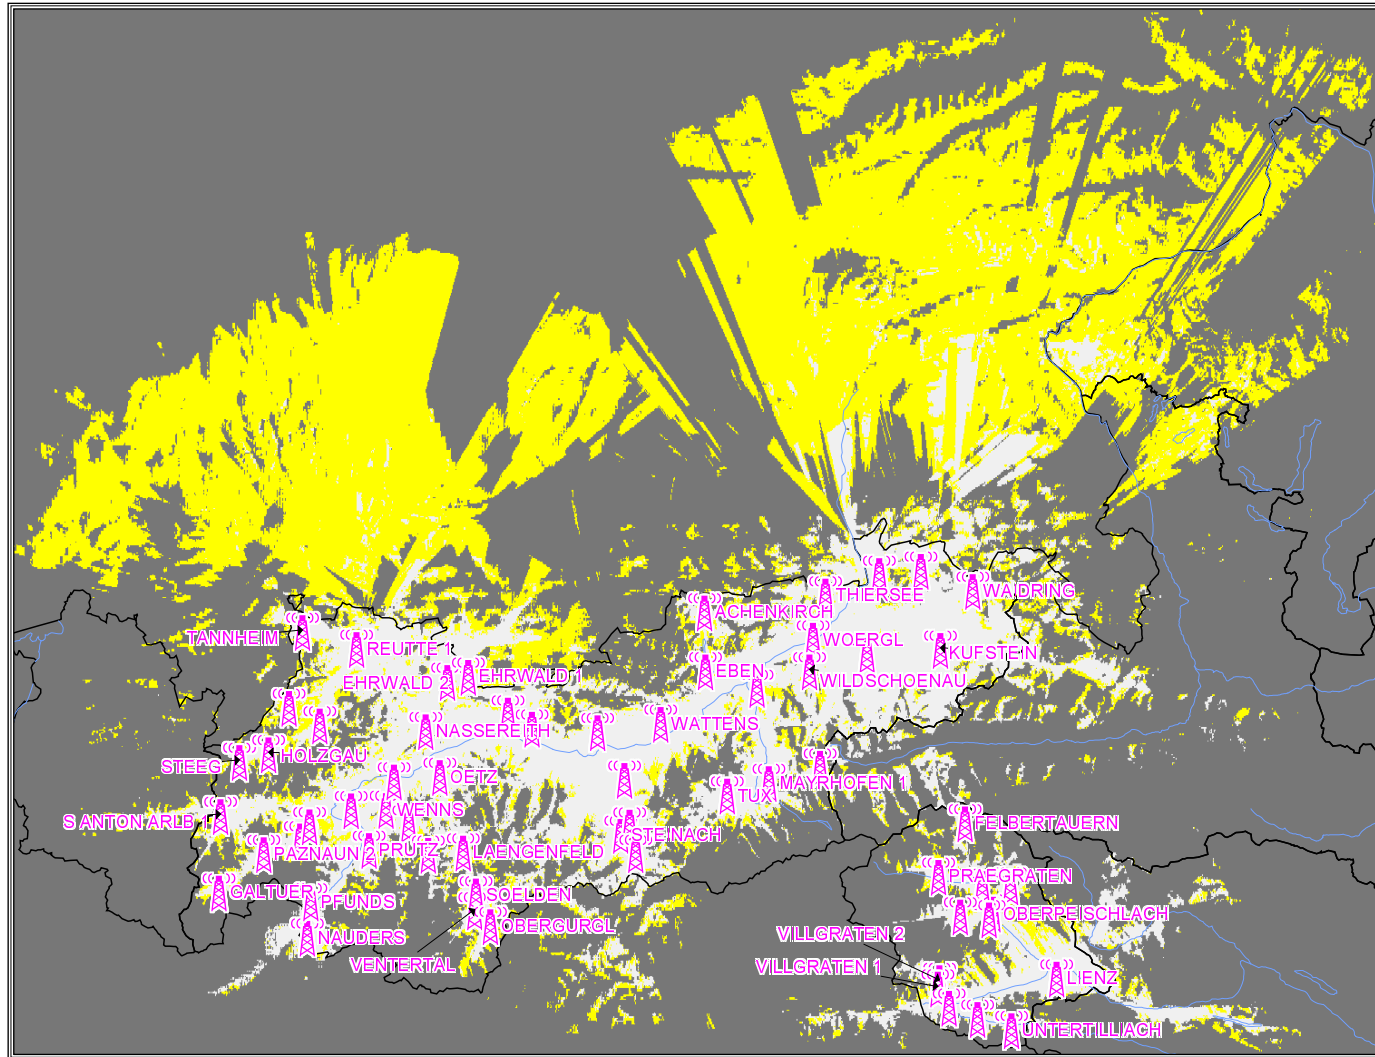 THIERSEE
WAIDRING
ACHENKIRCH
TANNHEIM
REUTTE 1
WOERGL
KUFSTEIN
EBEN
EHRWALD 1
EHRWALD 2
WILDSCHOENAU
WATTENS
NASSEREITH
HOLZGAU
STEEG
OETZ
MAYRHOFEN 1
TUX
WENNS
S ANTON ARLB 1
FELBERTAUERN
STEINACH
PAZNAUN 2
PRUTZ
LAENGENFELD
PRAEGRATEN
GALTUER
SOELDEN
PFUNDS
OBERPEISCHLACH
OBERGURGL
NAUDERS
VILLGRATEN 2
VENTERTAL
VILLGRATEN 1
LIENZ
UNTERTILLIACH